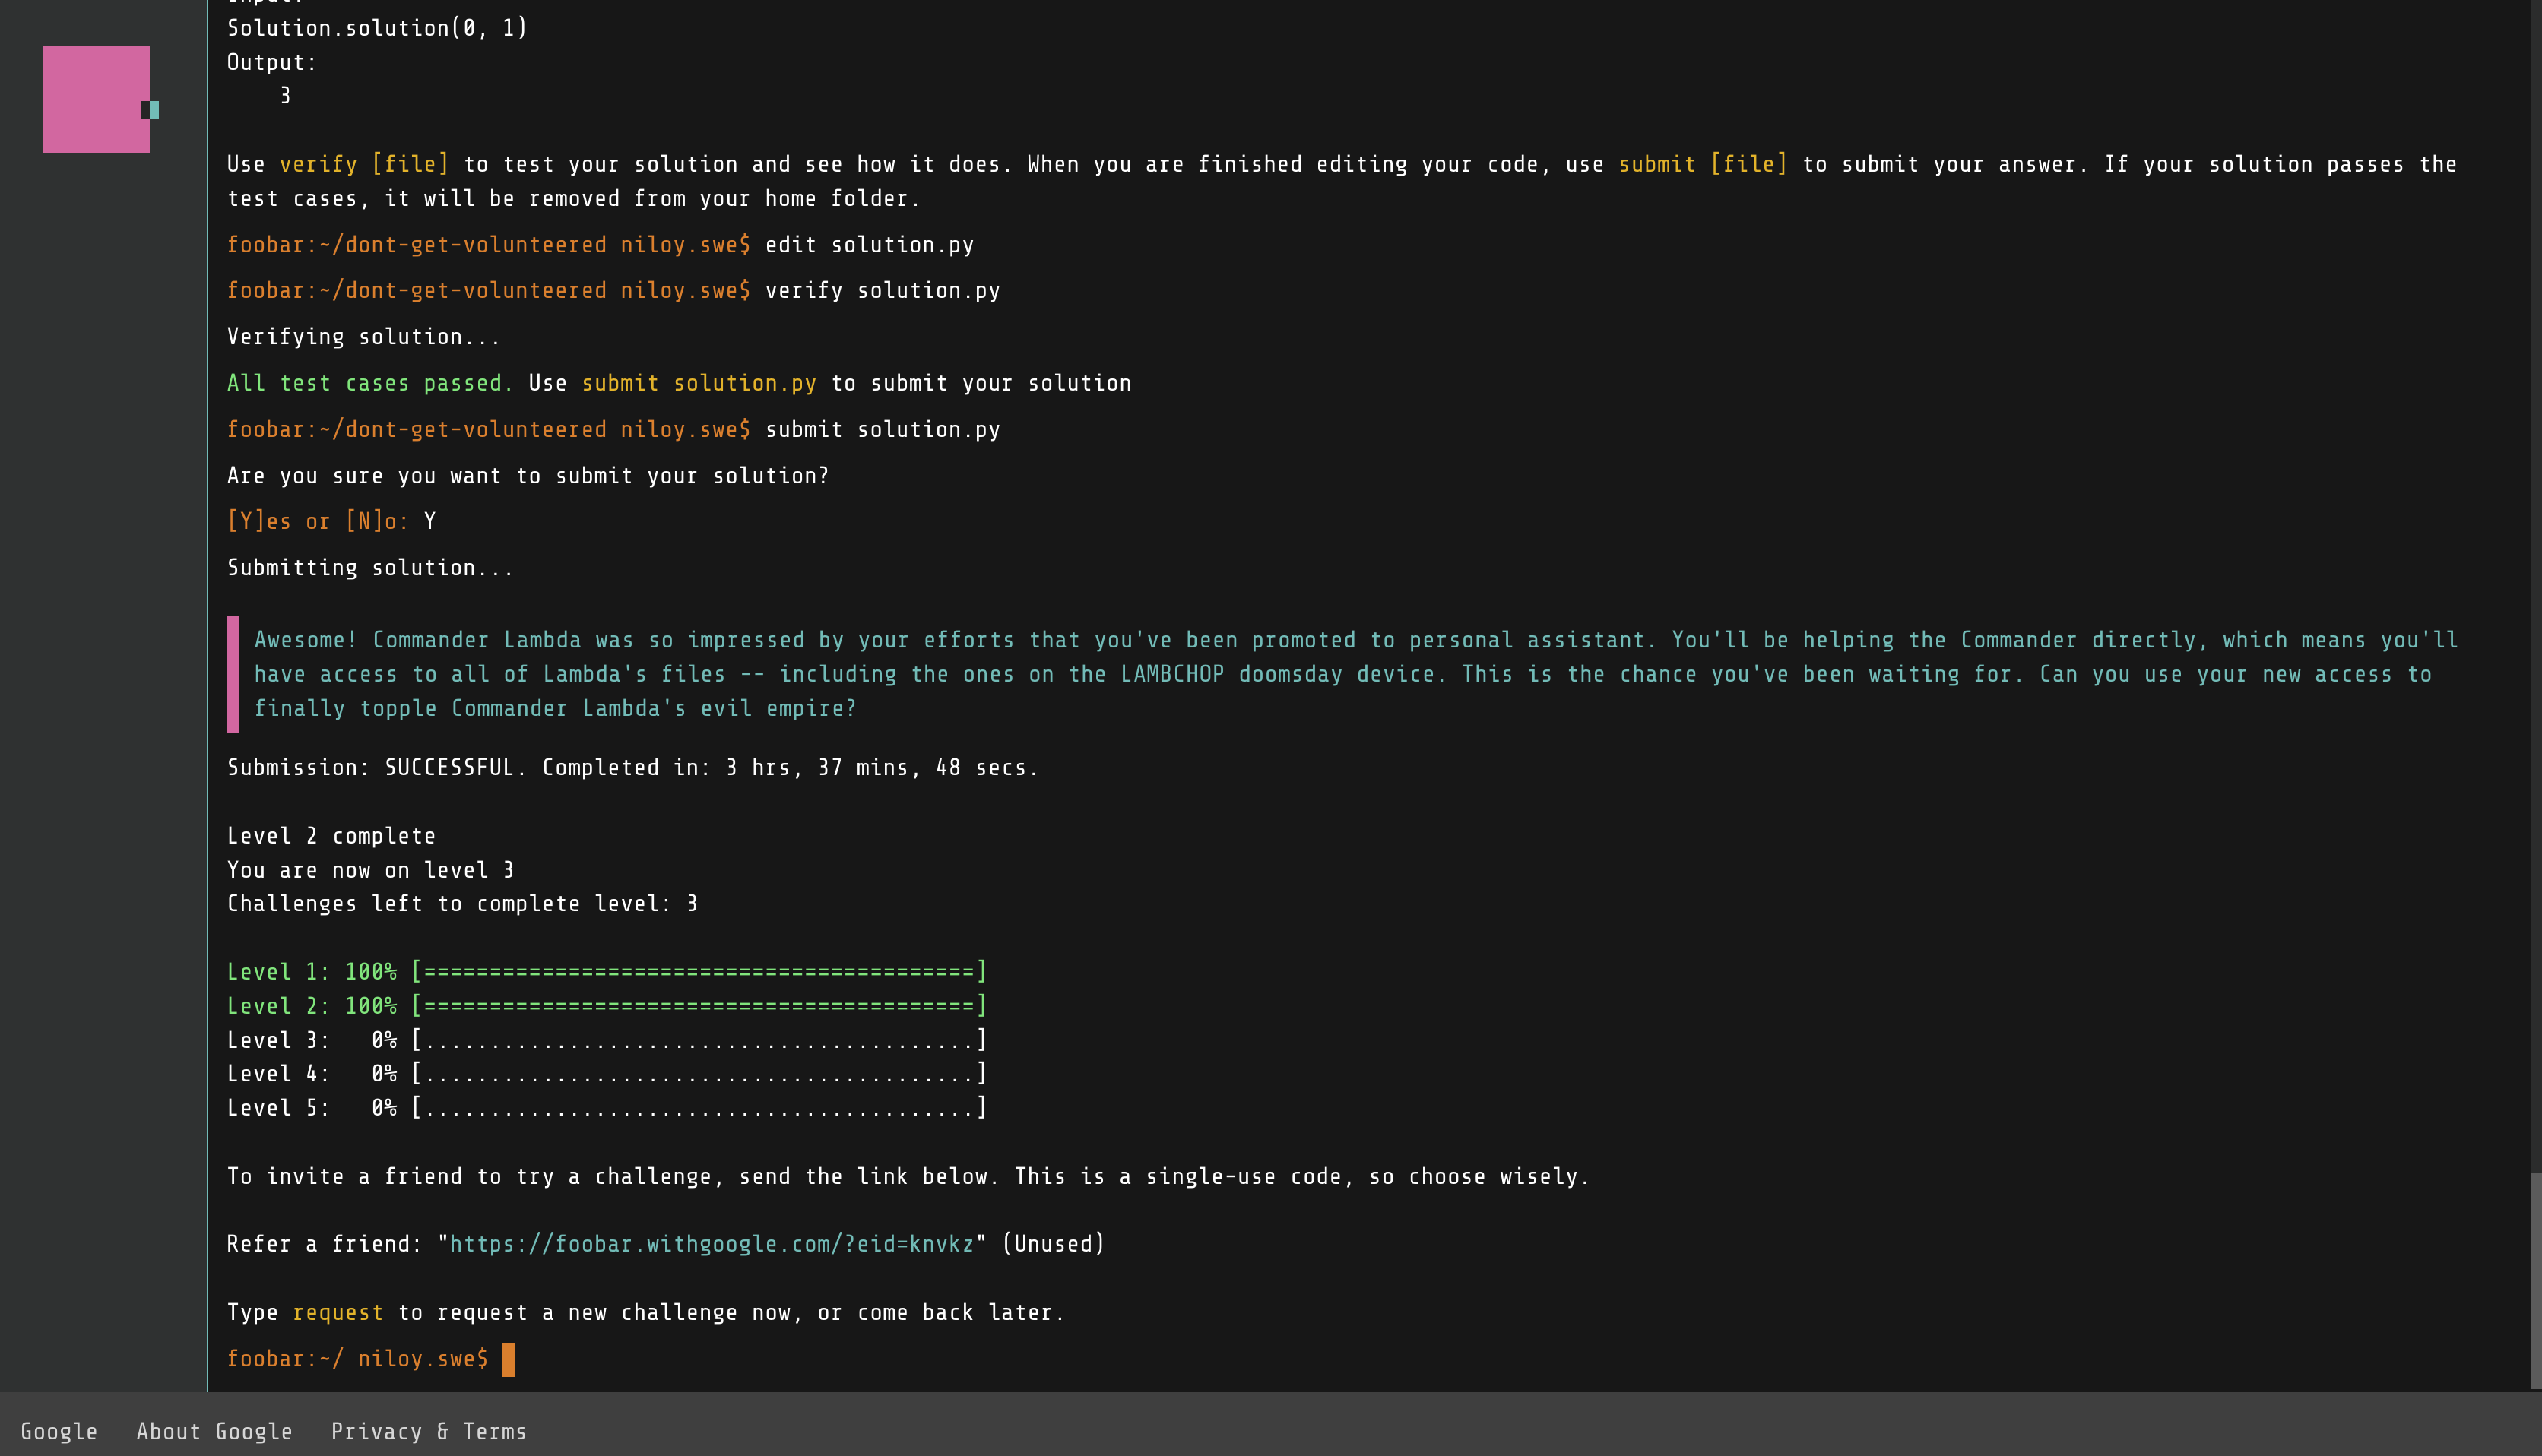 Solution.solution(0, 1)
Output:
    3
Use verify [file] to test your solution and see how it does. When you are finished editing your code, use submit [file] to submit your answer. If your solution passes the
test cases, it will be removed from your home folder.
foobar:~/dont-get-volunteered niloy.swe$ edit solution.py
foobar:~/dont-get-volunteered niloy.swe$ verify solution.py
Verifying solution...
All test cases passed. Use submit solution.py to submit your solution
foobar:~/dont-get-volunteered niloy.swe$ submit solution.py
Are you sure you want to submit your solution?
[Y]es or [N]o: Y
Submitting solution...
Awesome! Commander Lambda was so impressed by your efforts that you've been promoted to personal assistant. You'll be helping the Commander directly, which means you'll
have access to all of Lambda's files -- including the ones on the LAMBCHOP doomsday device. This is the chance you've been waiting for. Can you use your new access to
finally topple Commander Lambda's evil empire?
Submission: SUCCESSFUL. Completed in: 3 hrs, 37 mins, 48 secs.
Level 2 complete
You are now on level 3
Challenges left to complete level: 3
Level 1: 100% [==========================================]
Level 2: 100% [==========================================]
Level 3:   0% [..........................................]
Level 4:   0% [..........................................]
Level 5:   0% [..........................................]
To invite a friend to try a challenge, send the link below. This is a single-use code, so choose wisely.
Refer a friend: "https://foobar.withgoogle.com/?eid=knvkz" (Unused)
Type request to request a new challenge now, or come back later.
foobar:~/ niloy.swe$
Google About Google Privacy & Terms